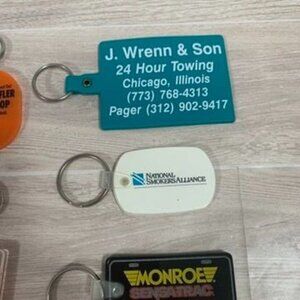 J. Wrenn & Son
24 Hour Towing
Chicago, Illinois
(773) 768-4313
Pager (312) 902-9417
NATIONAL
SMOKERS ALLIANCE
MONROE
SENSATRAC